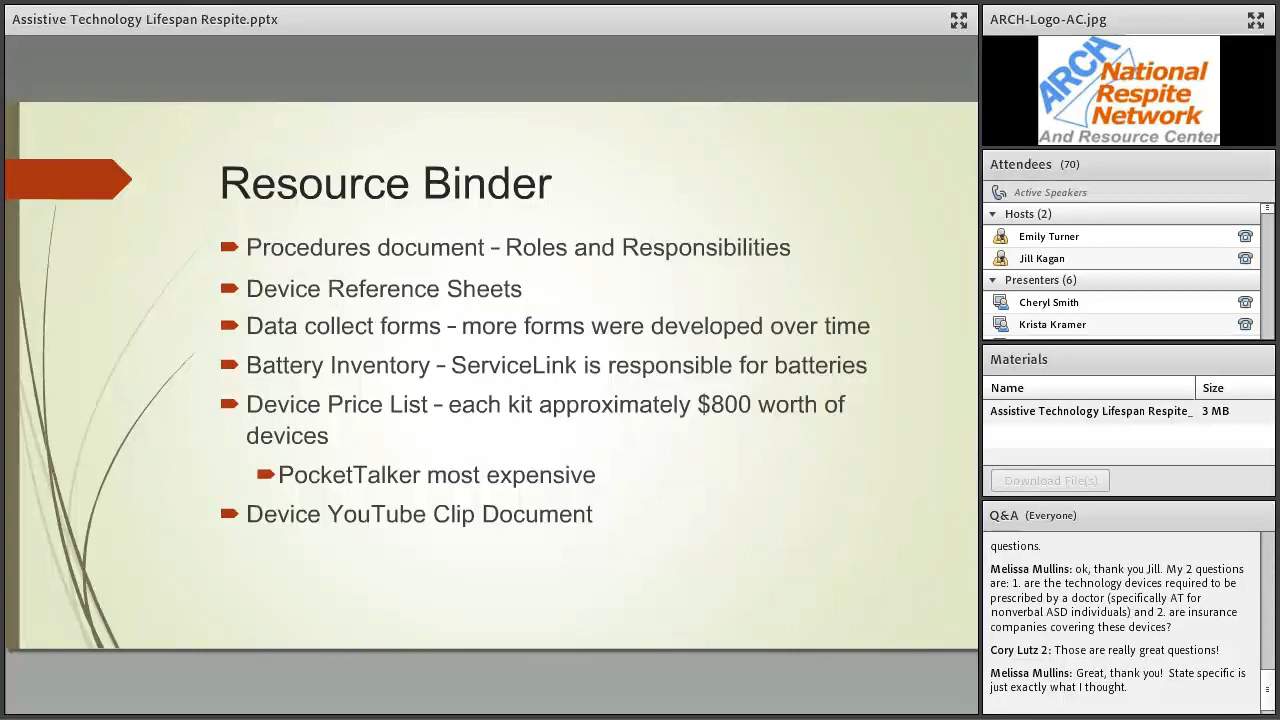 Assistive Technology Lifespan Respite.pptx
Resource Binder
Procedures document – Roles and Responsibilities
Device Reference Sheets
Data collect forms – more forms were developed over time
Battery Inventory – ServiceLink is responsible for batteries
Device Price List – each kit approximately $800 worth of
devices
PocketTalker most expensive
Device YouTube Clip Document
ARCH-Logo-AC.jpg
ARCH National
Respite
Network
And Resource Center
Attendees (70)
Active Speakers
Hosts (2)
Emily Turner
Jill Kagan
Presenters (6)
Cheryl Smith
Krista Kramer
Materials
Name Size
Assistive Technology Lifespan Respite_ 3 MB
Download File(s)
Q&A (Everyone)
questions.
Melissa Mullins: ok, thank you Jill. My 2 questions
are: 1. are the technology devices required to be
prescribed by a doctor (specifically AT for
nonverbal ASD individuals) and 2. are insurance
companies covering these devices?
Cory Lutz 2: Those are really great questions!
Melissa Mullins: Great, thank you! State specific is
just exactly what I thought.